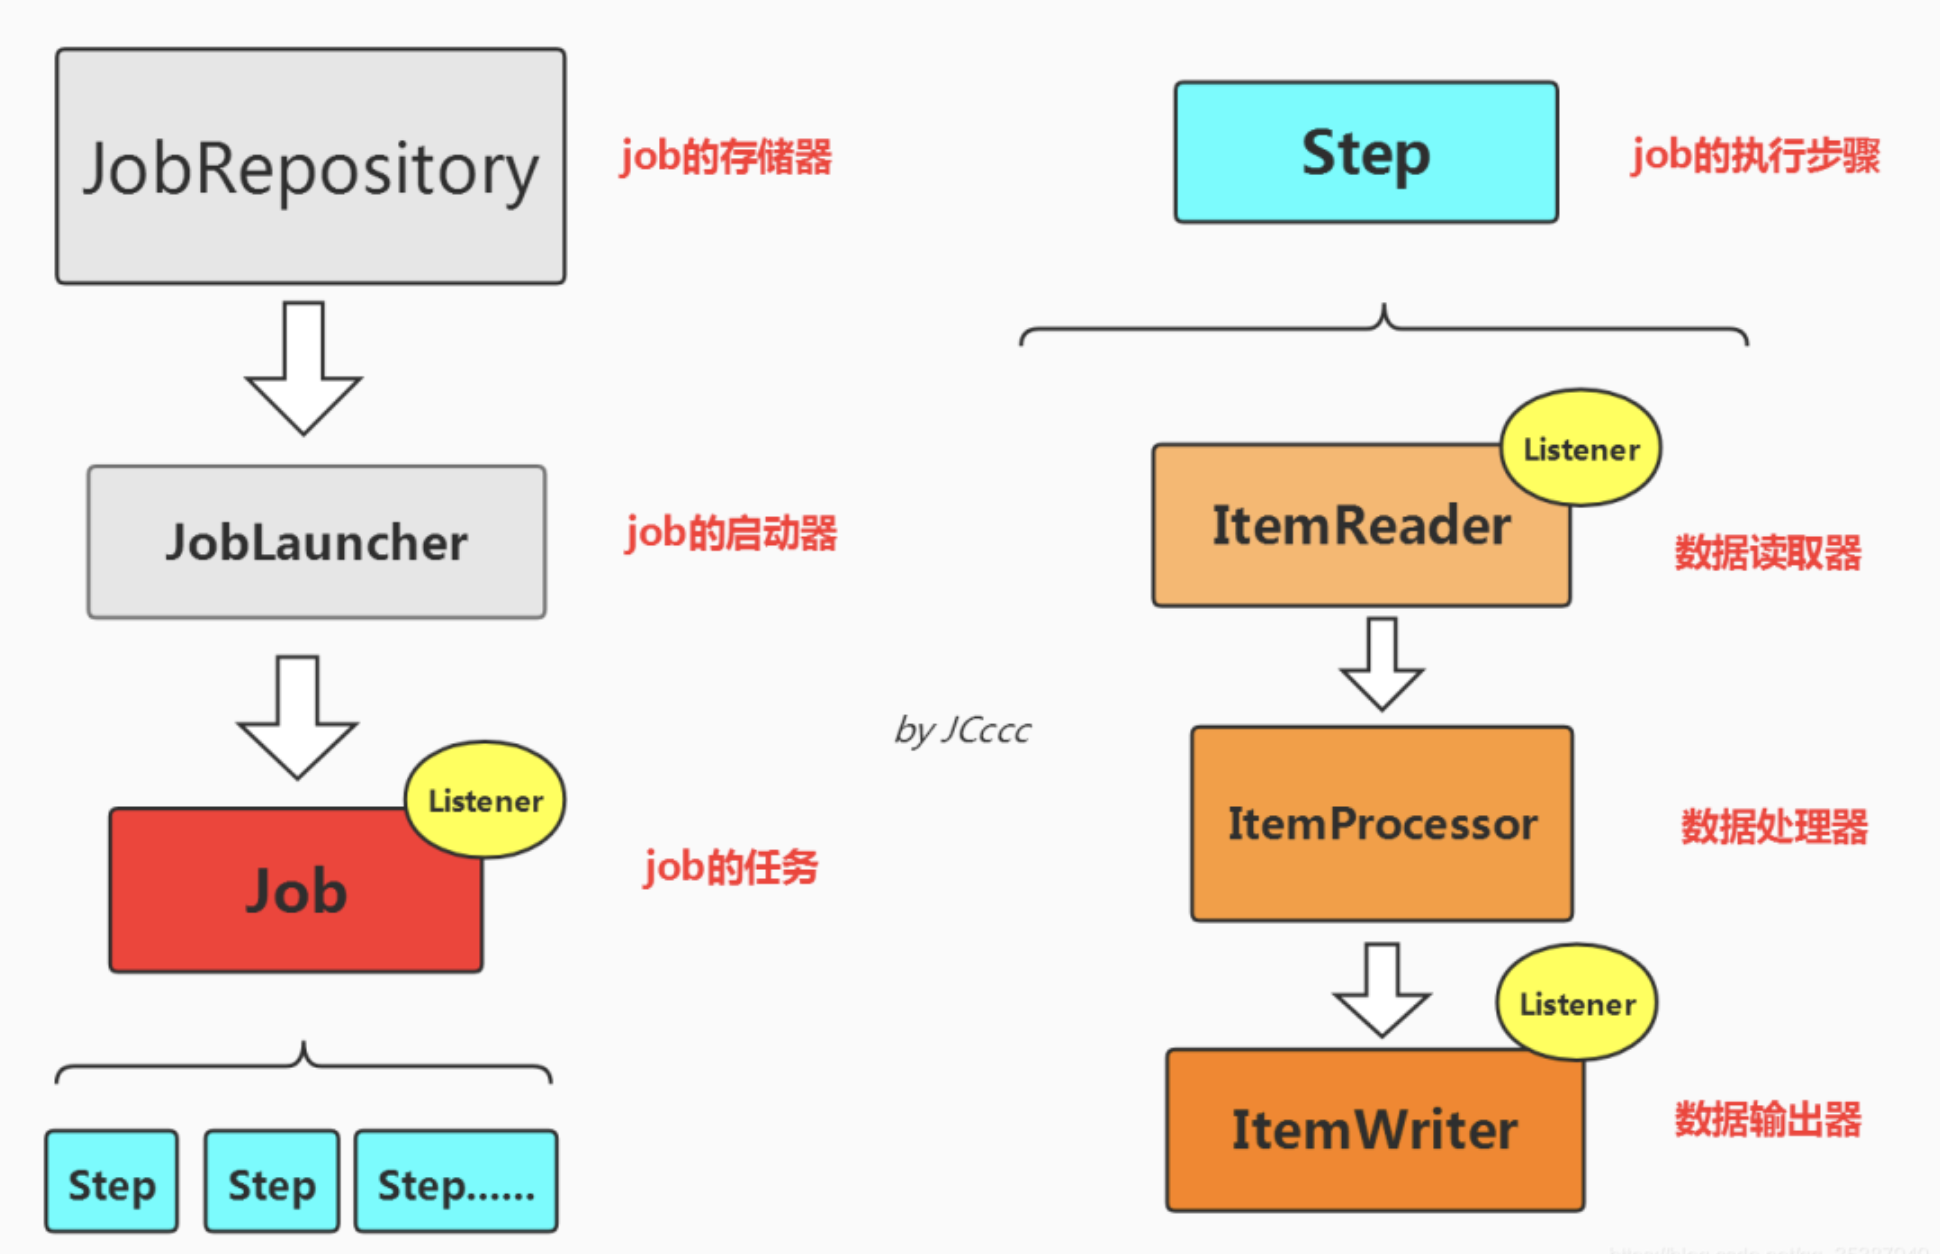 JobRepository
job的存储器
JobLauncher
job的启动器
Listener
Job
job的任务
Step
Step
Step......
by JCccc
Step
job的执行步骤
Listener
ItemReader
数据读取器
ItemProcessor
数据处理器
Listener
ItemWriter
数据输出器